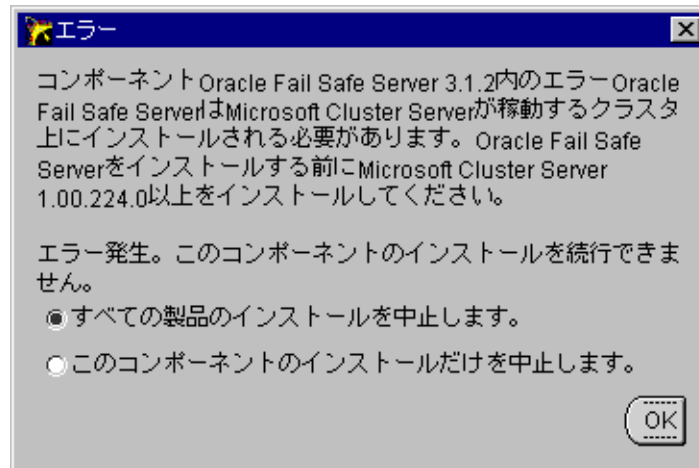 エラー
コンポーネントOracle Fail Safe Server 3.1.2内のエラーOracle
Fail Safe ServerはMicrosoft Cluster Serverが稼動するクラスタ
上にインストールされる必要があります。Oracle Fail Safe
Serverをインストールする前にMicrosoft Cluster Server
1.00.224.0以上をインストールしてください。
エラー発生。このコンポーネントのインストールを続行できま
せん。
すべての製品のインストールを中止します。
このコンポーネントのインストールだけを中止します。
OK